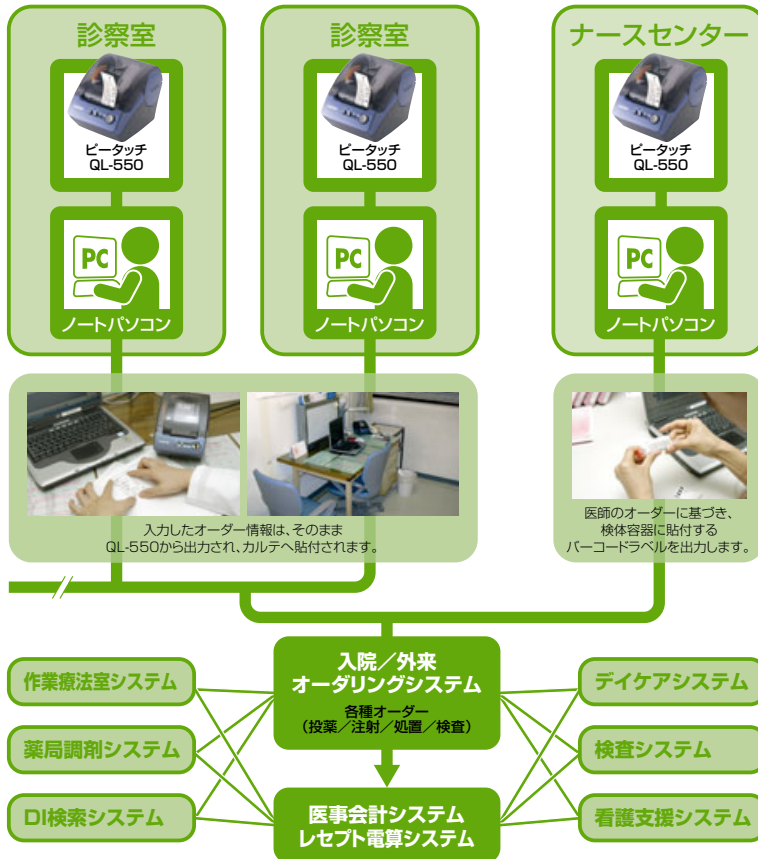 診察室
診察室
ナースセンター
ピータッチ
QL-550
ピータッチ
QL-550
ピータッチ
QL-550
PC
PC
PC
ノートパソコン
ノートパソコン
ノートパソコン
入力したオーダー情報は、そのまま
QL-550から出力され、カルテへ貼付されます。
医師のオーダーに基づき、
検体容器に貼付する
バーコードラベルを出力します。
入院／外来
オーダリングシステム
各種オーダー
（投薬／注射／処置／検査）
作業療法室システム
薬局調剤システム
DI検索システム
デイケアシステム
検査システム
看護支援システム
医事会計システム
レセプト電算システム